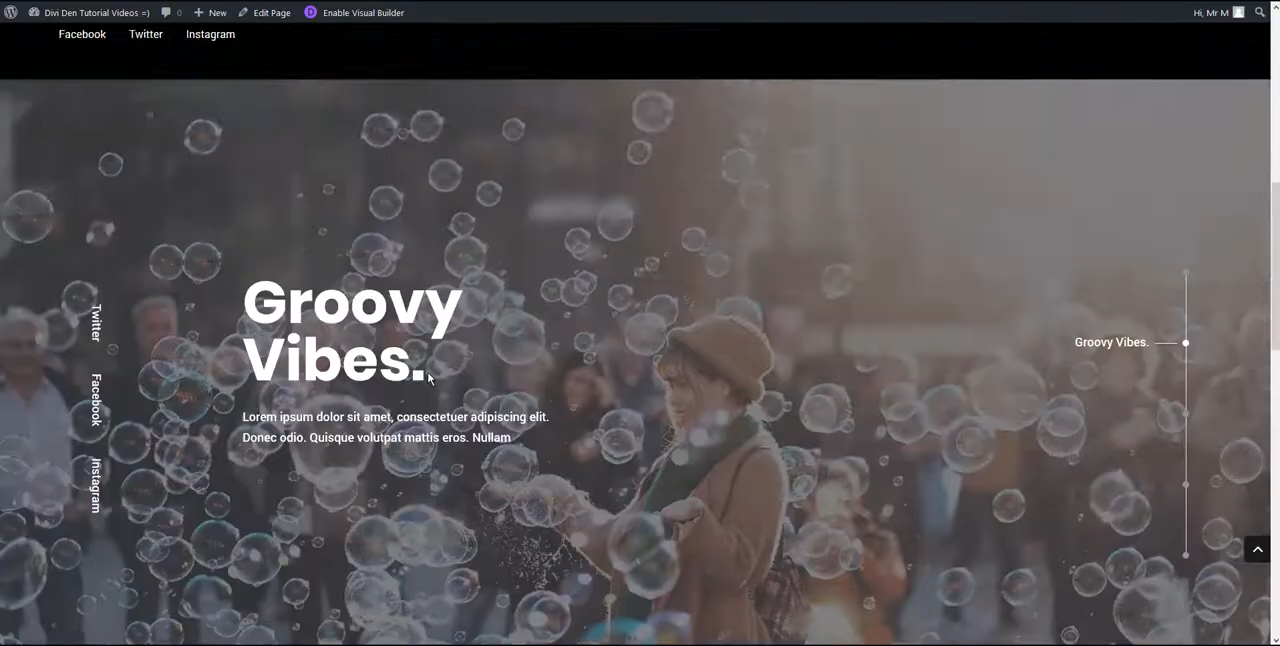 Divi Den Tutorial Videos =)
0
New
Edit Page
D
Enable Visual Builder
Hi, Mr M
Facebook
Twitter
Instagram
Groovy
Vibes.
Lorem ipsum dolor sit amet, consectetuer adipiscing elit.
Donec odio. Quisque volutpat mattis eros. Nullam
Twitter
Facebook
Instagram
Groovy Vibes.